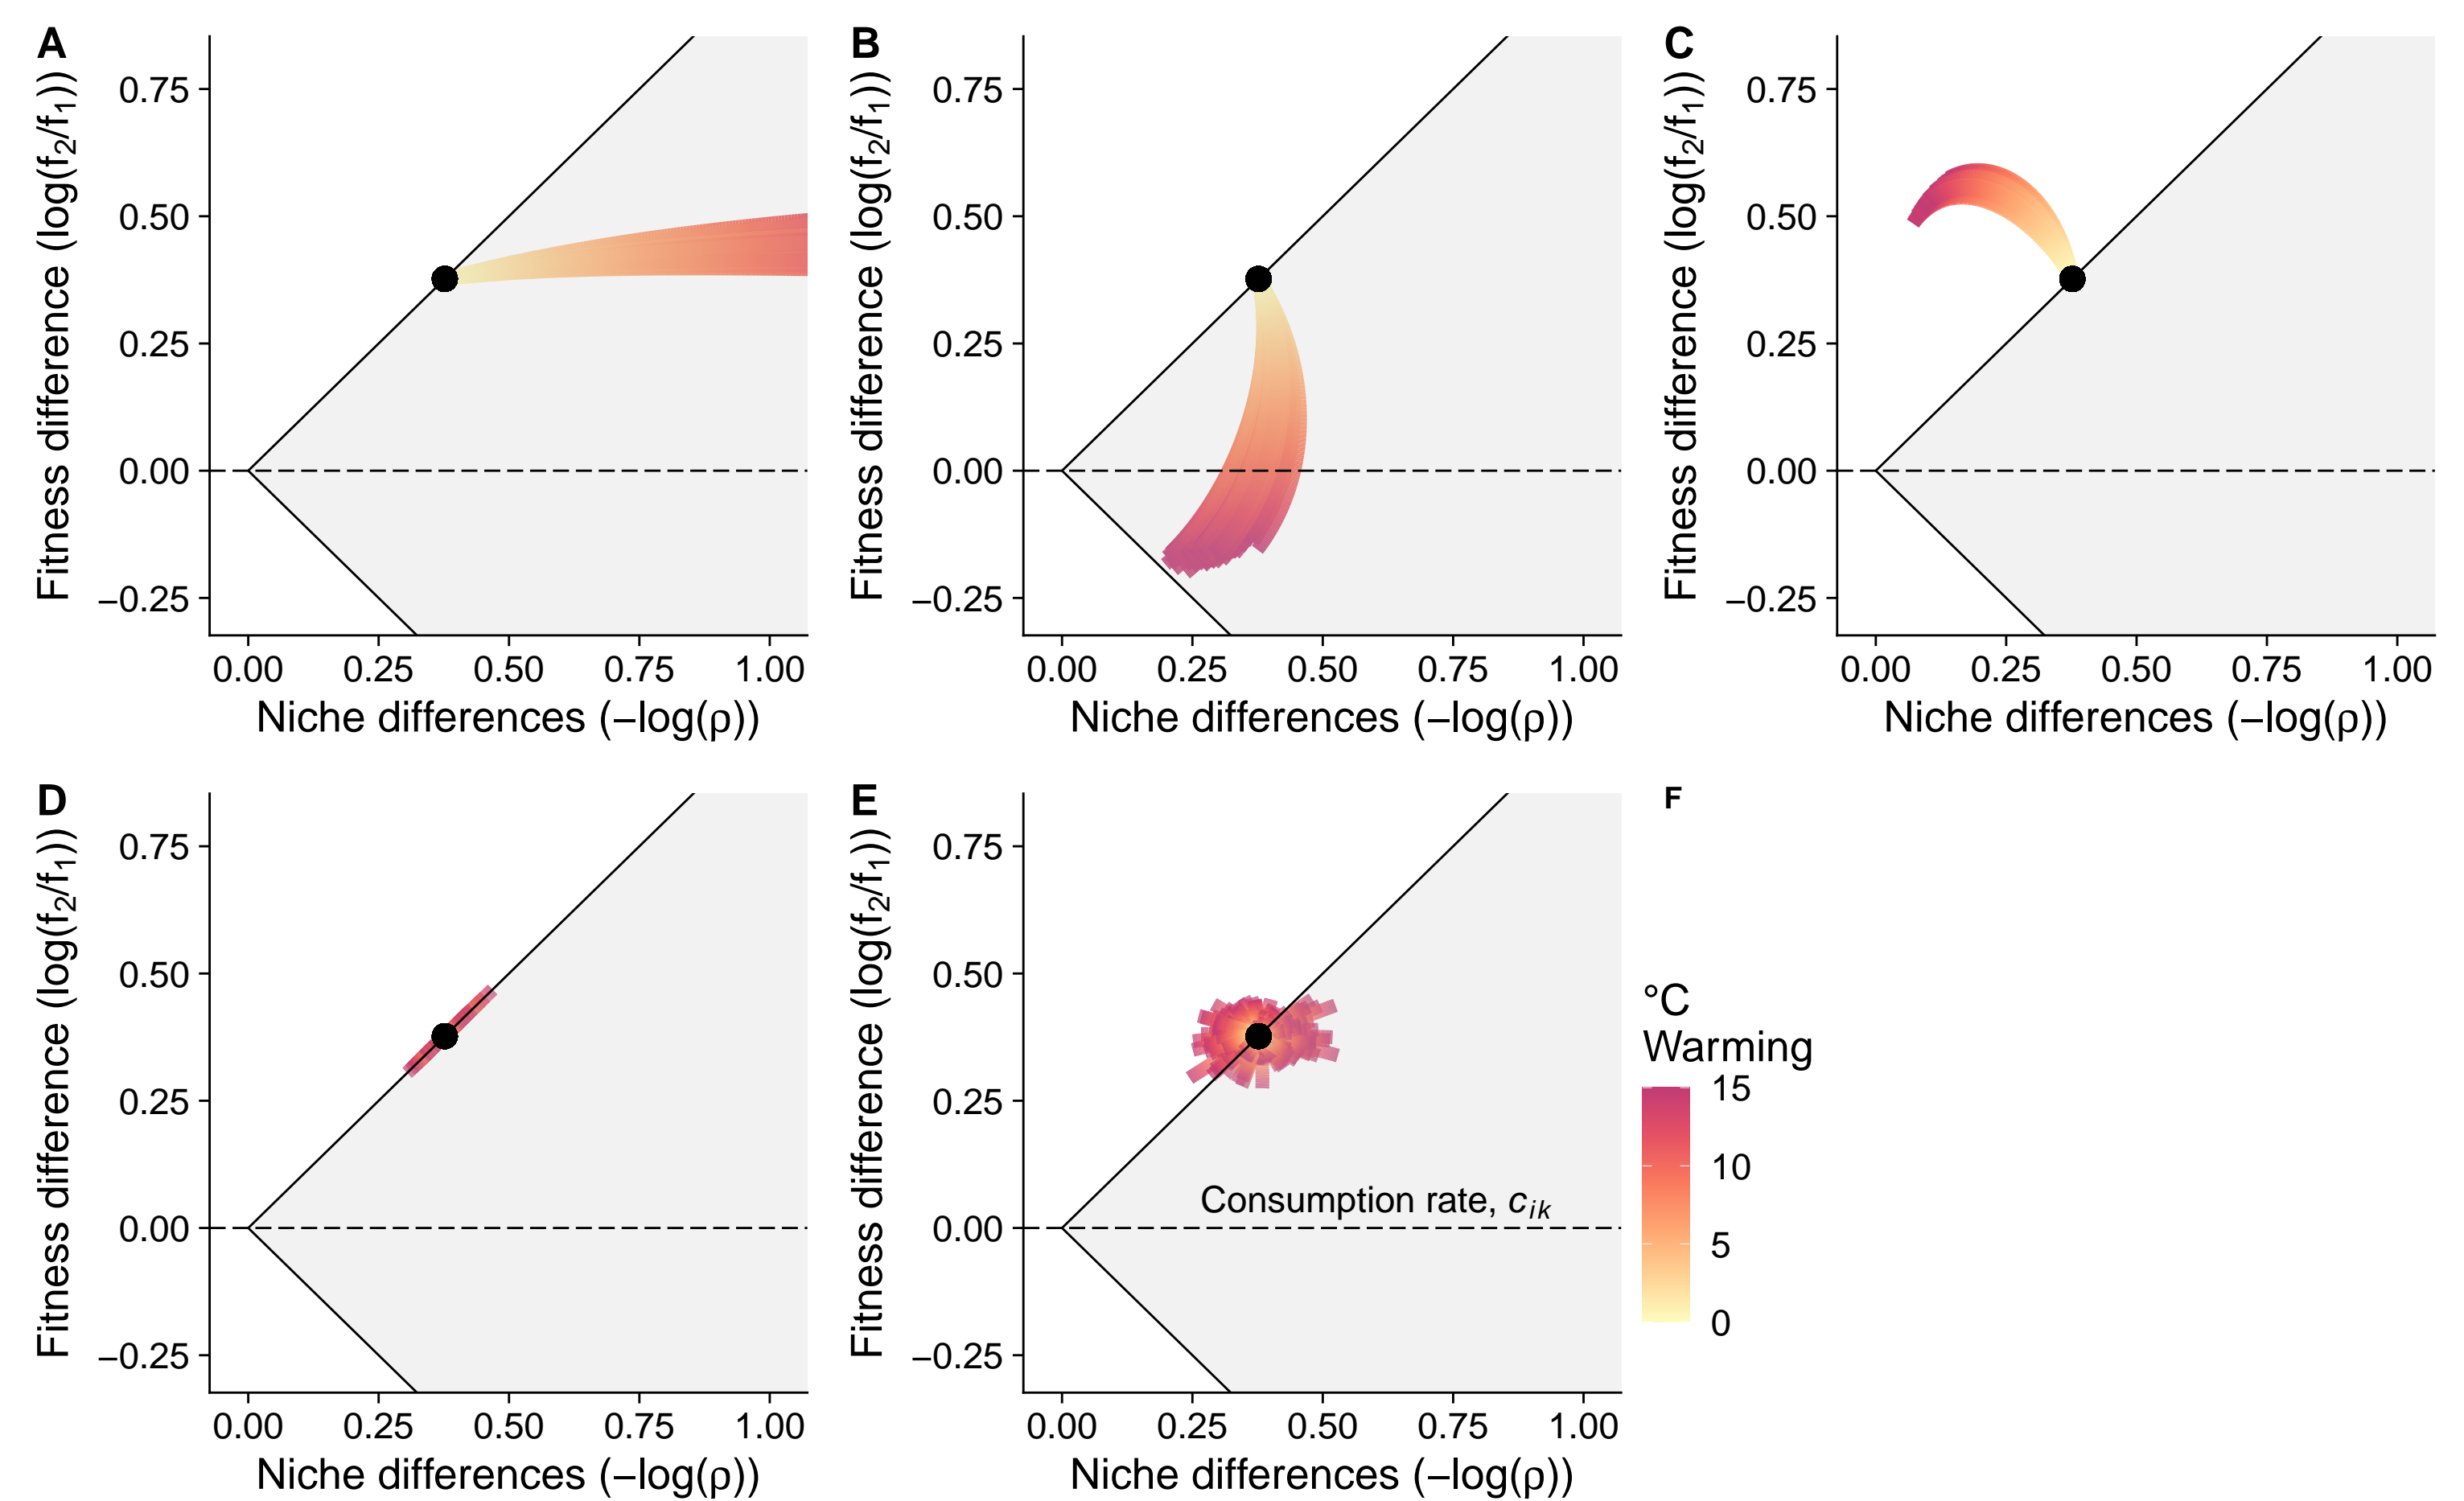 A
Fitness difference (log(f₂/f₁))
0.75
0.50
0.25
0.00
−0.25
0.00 0.25 0.50 0.75 1.00
Niche differences (−log(ρ))
B
Fitness difference (log(f₂/f₁))
0.75
0.50
0.25
0.00
−0.25
0.00 0.25 0.50 0.75 1.00
Niche differences (−log(ρ))
C
Fitness difference (log(f₂/f₁))
0.75
0.50
0.25
0.00
−0.25
0.00 0.25 0.50 0.75 1.00
Niche differences (−log(ρ))
D
Fitness difference (log(f₂/f₁))
0.75
0.50
0.25
0.00
−0.25
0.00 0.25 0.50 0.75 1.00
Niche differences (−log(ρ))
E
Fitness difference (log(f₂/f₁))
0.75
0.50
0.25
0.00
−0.25
Consumption rate, cᵢₖ
0.00 0.25 0.50 0.75 1.00
Niche differences (−log(ρ))
F
°C
Warming
15
10
5
0